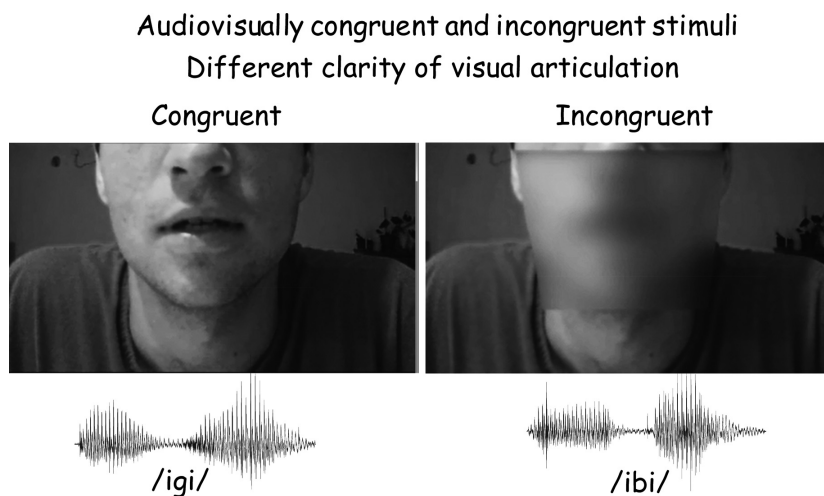 Audiovisually congruent and incongruent stimuli
Different clarity of visual articulation
Congruent
Incongruent
/igi/
/ibi/